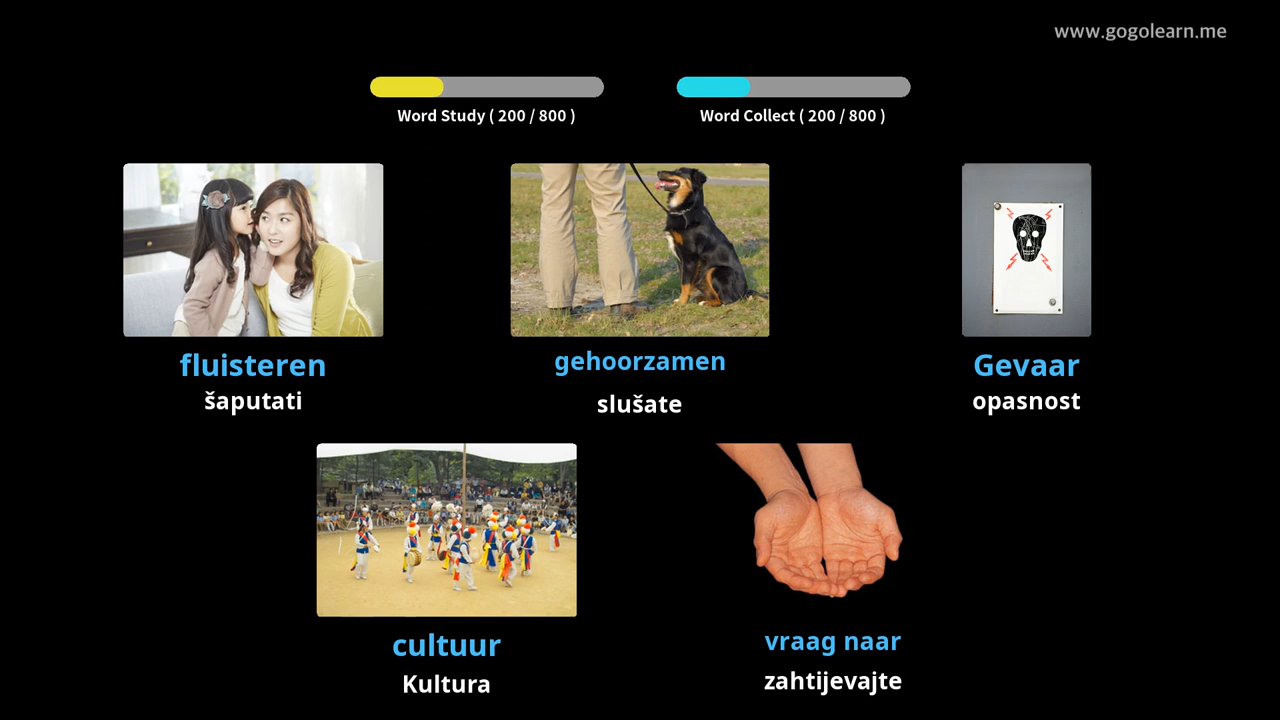 www.gogolearn.me
Word Study ( 200 / 800 )
Word Collect ( 200 / 800 )
fluisteren
šaputati
gehoorzamen
slušate
Gevaar
opasnost
cultuur
Kultura
vraag naar
zahtijevajte